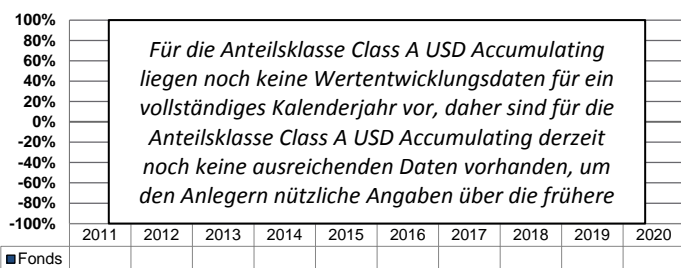 100%
80%
60%
40%
20%
0%
-20%
-40%
-60%
-80%
-100%
Für die Anteilsklasse Class A USD Accumulating
liegen noch keine Wertentwicklungsdaten für ein
vollständiges Kalenderjahr vor, daher sind für die
Anteilsklasse Class A USD Accumulating derzeit
noch keine ausreichenden Daten vorhanden, um
den Anlegern nützliche Angaben über die frühere
2011 2012 2013 2014 2015 2016 2017 2018 2019 2020
Fonds